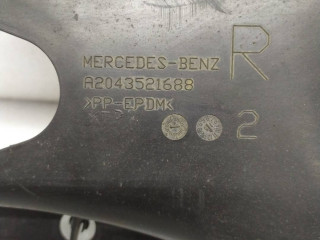 MERCEDES-BENZ R
A2043521688
>PP-EPDM<
2